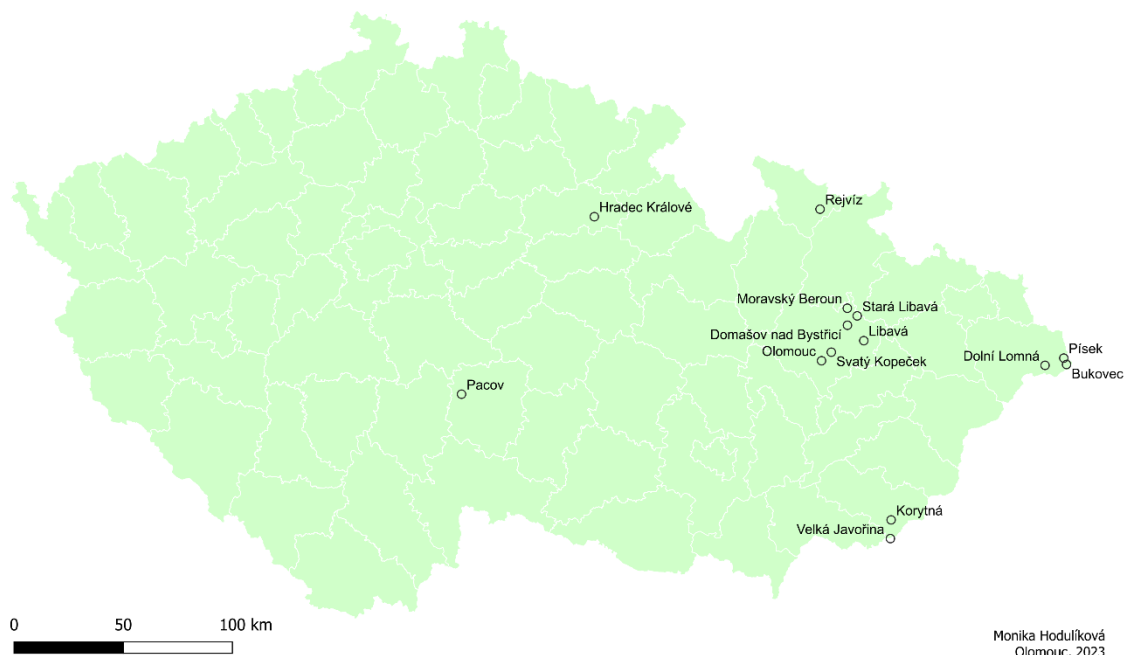 Hradec Králové
Rejvíz
Moravský Beroun
Stará Libavá
Domašov nad Bystřicí
Libavá
Olomouc
Svatý Kopeček
Dolní Lomná
Písek
Bukovec
Pacov
Korytná
Velká Javořina
0 50 100 km
Monika Hodulíková
Olomouc, 2023